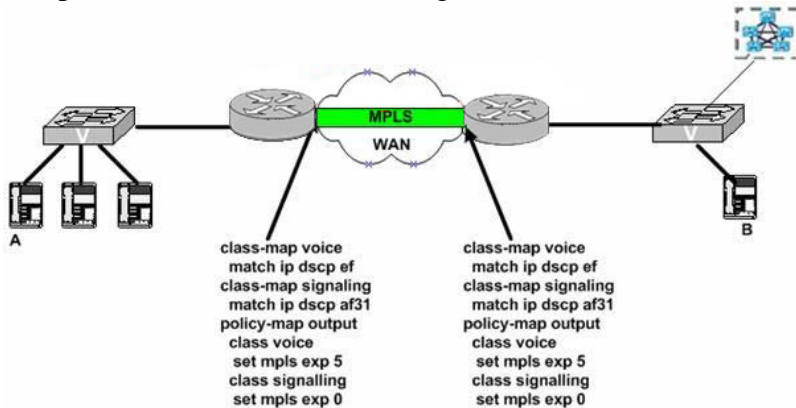 MPLS
WAN
V
V
A
B
class-map voice
match ip dscp ef
class-map signaling
match ip dscp af31
policy-map output
class voice
set mpls exp 5
class signalling
set mpls exp 0
class-map voice
match ip dscp ef
class-map signaling
match ip dscp af31
policy-map output
class voice
set mpls exp 5
class signalling
set mpls exp 0